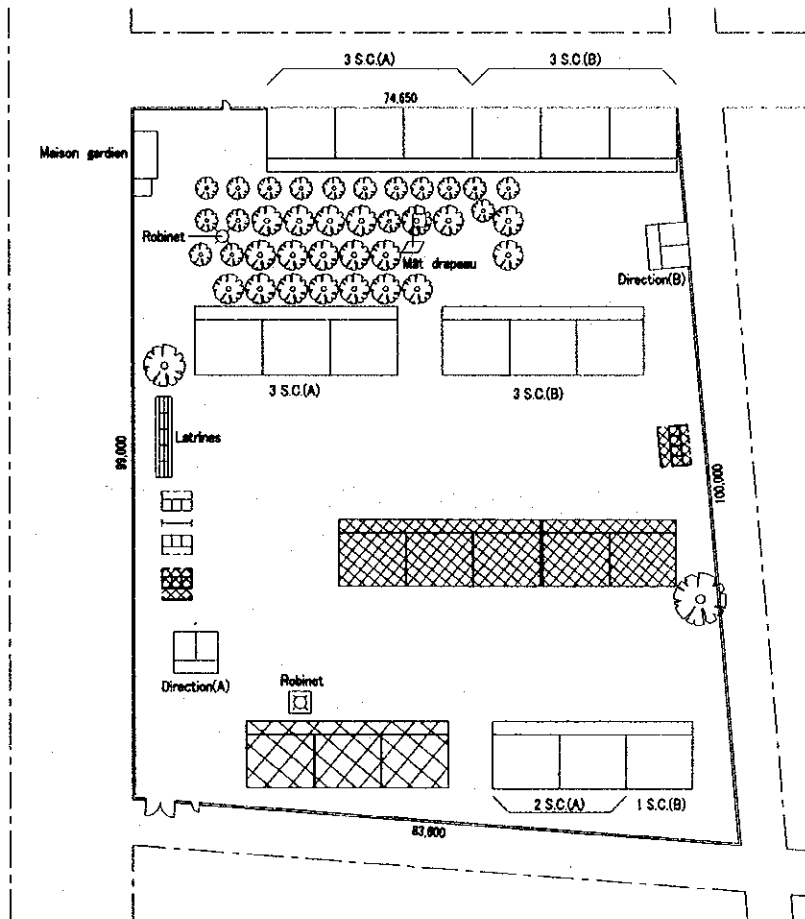 3 S.C.(A)
3 S.C.(B)
74,650
Maison gardien
Robinet
Mât drapeau
Direction(B)
3 S.C.(A)
3 S.C.(B)
Latrines
99,000
100,000
Direction(A)
Robinet
2 S.C.(A)
1 S.C.(B)
83,800